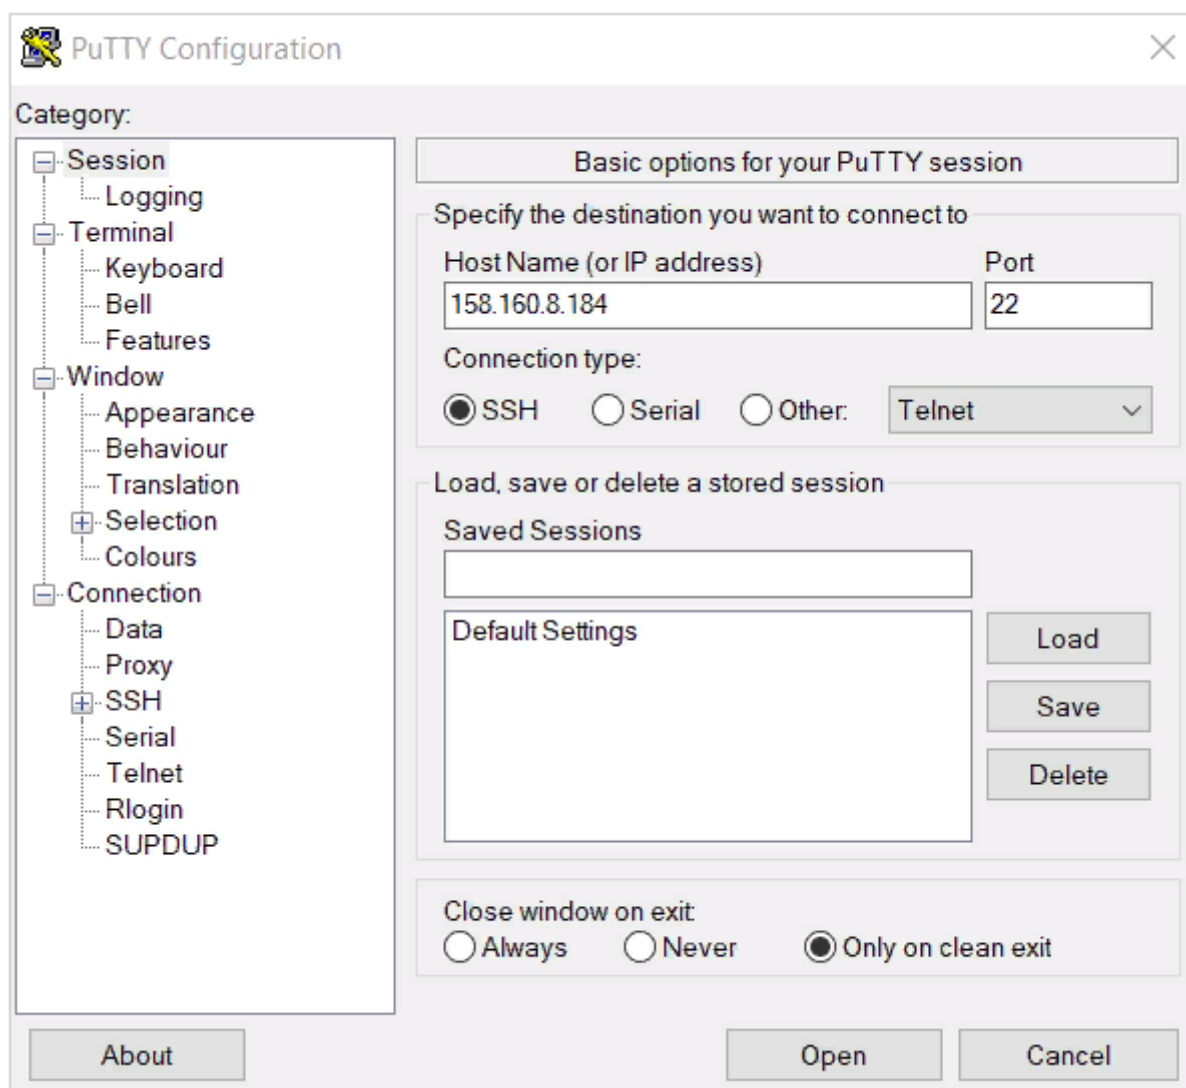 PuTTY Configuration
Category:
Session
Logging
Terminal
Keyboard
Bell
Features
Window
Appearance
Behaviour
Translation
Selection
Colours
Connection
Data
Proxy
SSH
Serial
Telnet
Rlogin
SUPDUP
Basic options for your PuTTY session
Specify the destination you want to connect to
Host Name (or IP address) Port
158.160.8.184 22
Connection type:
SSH Serial Other: Telnet
Load, save or delete a stored session
Saved Sessions
Default Settings
Load
Save
Delete
Close window on exit:
Always Never Only on clean exit
About Open Cancel